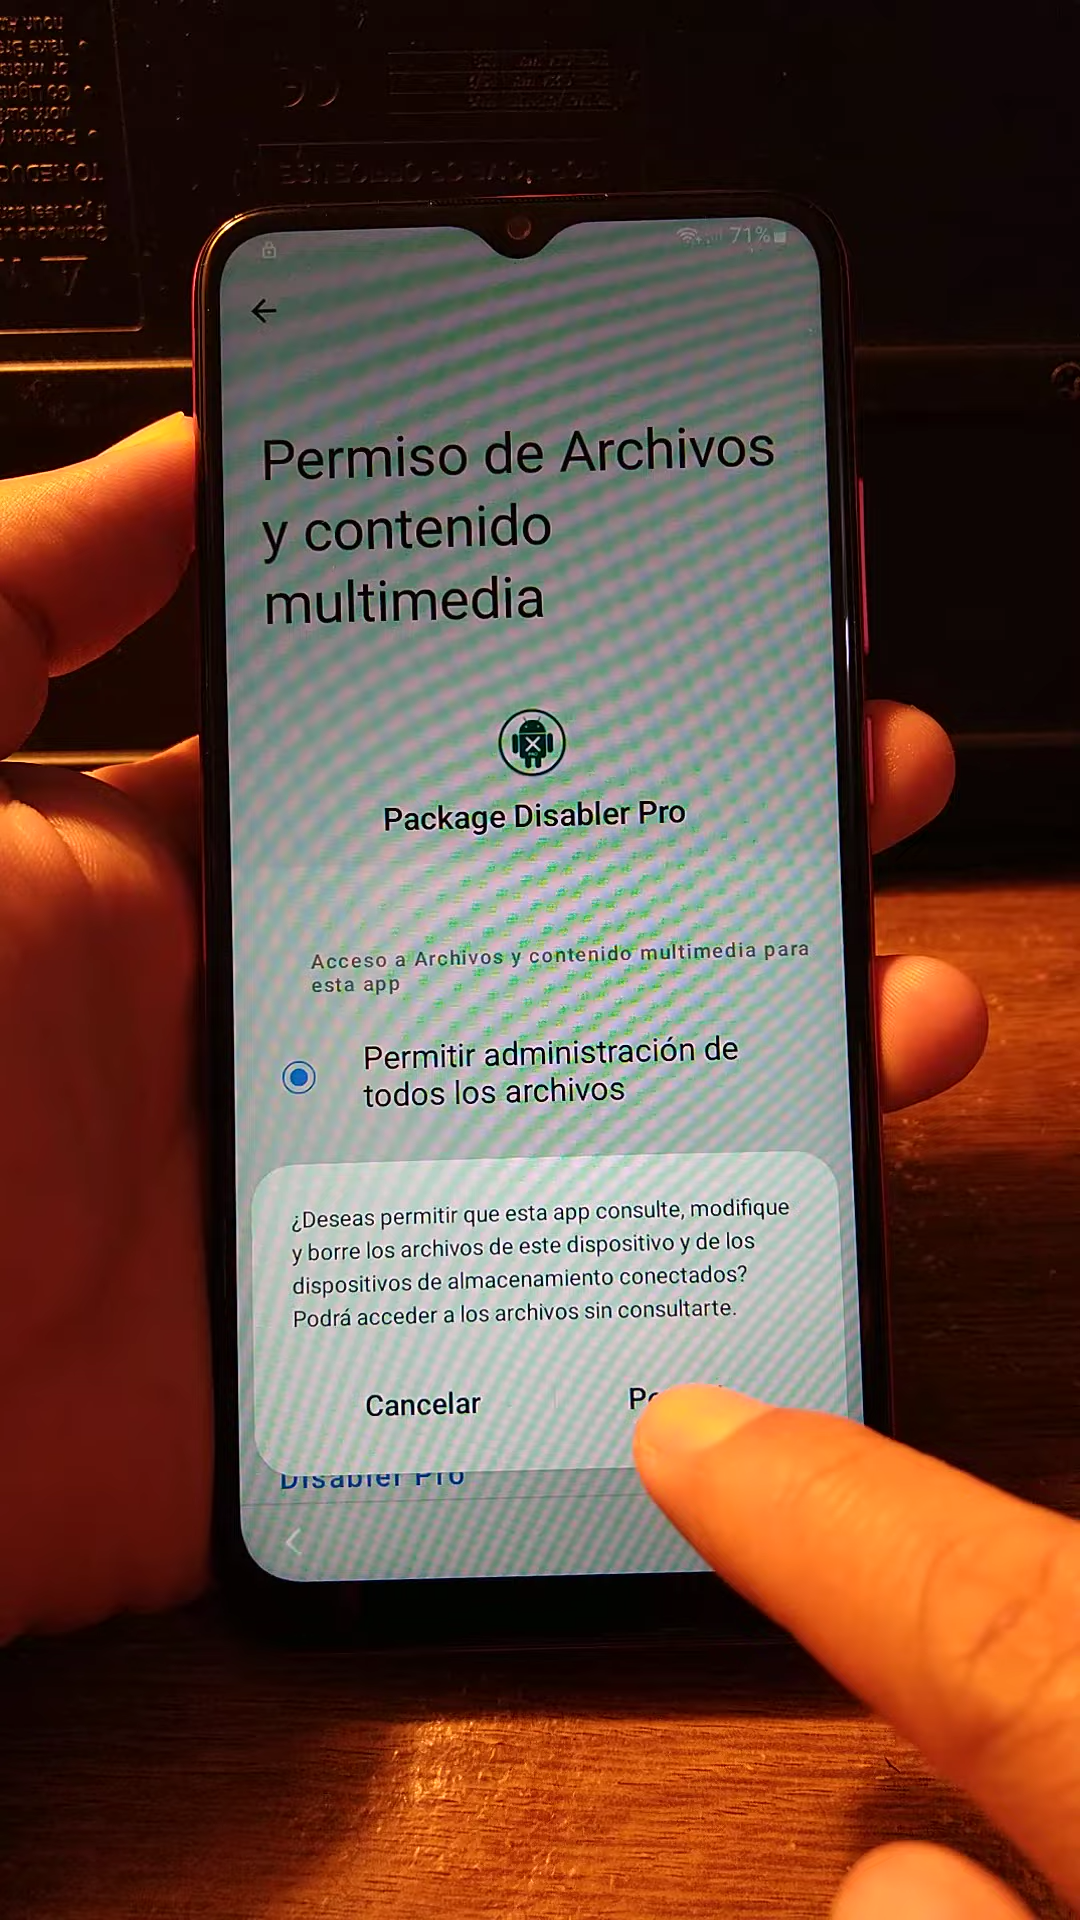 71%
Permiso de Archivos
y contenido
multimedia
Package Disabler Pro
Acceso a Archivos y contenido multimedia para
esta app
Permitir administración de
todos los archivos
¿Deseas permitir que esta app consulte, modifique
y borre los archivos de este dispositivo y de los
dispositivos de almacenamiento conectados?
Podrá acceder a los archivos sin consultarte.
Cancelar
Disabler Pro